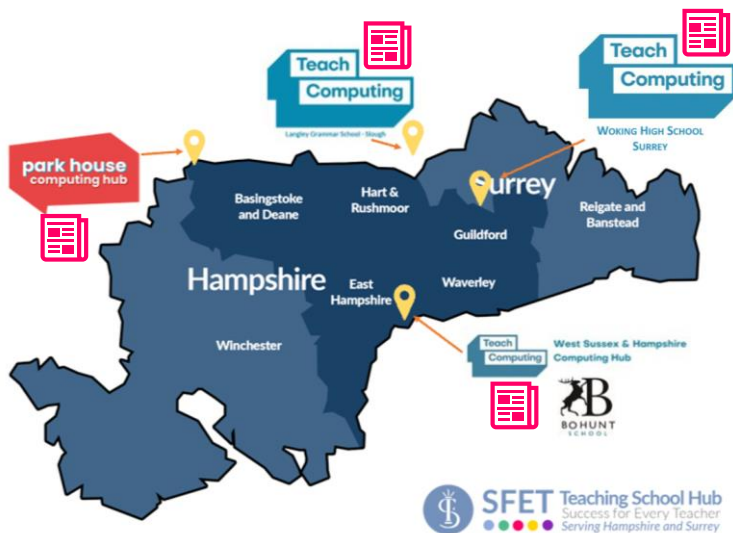 Teach
Computing
Langley Grammar School - Slough
Teach
Computing
WOKING HIGH SCHOOL
SURREY
park house
computing hub
Surrey
Basingstoke
and Deane
Hart &
Rushmoor
Reigate and
Banstead
Guildford
Hampshire
East
Hampshire
Waverley
Winchester
Teach
Computing
West Sussex & Hampshire
Computing Hub
B
BOHUNT
SCHOOL
SFET
Teaching School Hub
Success for Every Teacher
Serving Hampshire and Surrey